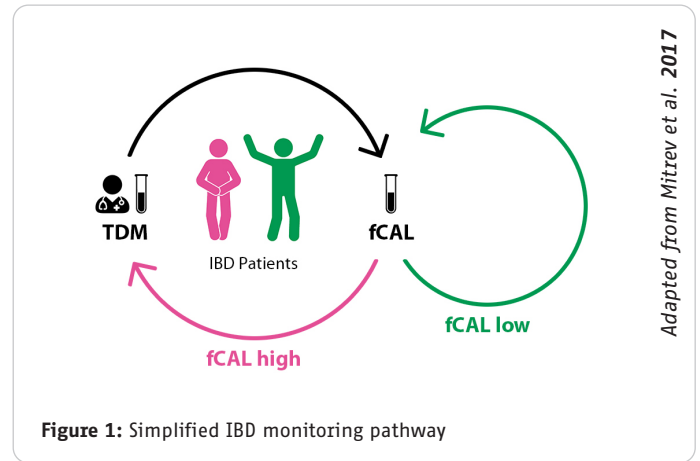 TDM
fCAL
IBD Patients
fCAL low
fCAL high
Adapted from Mitrev et al. 2017
Figure 1: Simplified IBD monitoring pathway